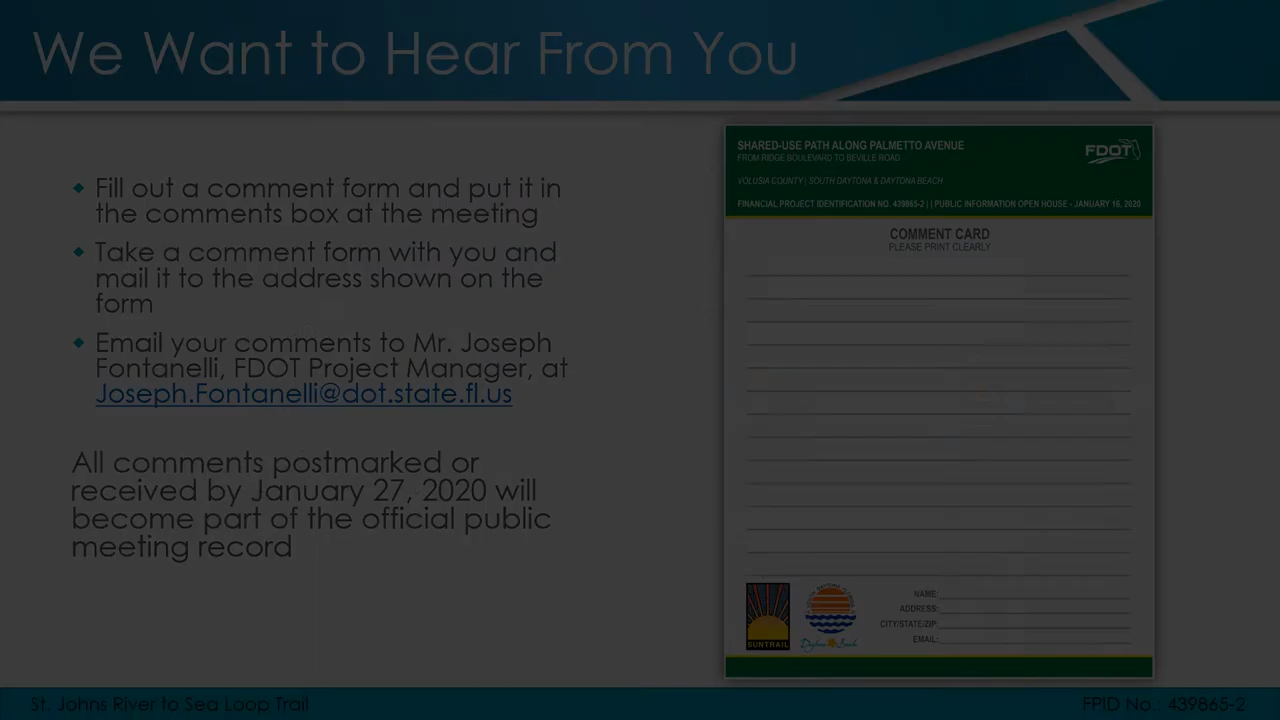 We Want to Hear From You
Fill out a comment form and put it in
the comments box at the meeting
Take a comment form with you and
mail it to the address shown on the
form
Email your comments to Mr. Joseph
Fontanelli, FDOT Project Manager, at
Joseph.Fontanelli@dot.state.fl.us
All comments postmarked or
received by January 27, 2020 will
become part of the official public
meeting record
SHARED-USE PATH ALONG PALMETTO AVENUE
FROM RIDGE BOULEVARD TO BEVILLE ROAD
FDOT
VOLUSIA COUNTY | SOUTH DAYTONA & DAYTONA BEACH
FINANCIAL PROJECT IDENTIFICATION NO. 439865-2 | | PUBLIC INFORMATION OPEN HOUSE - JANUARY 16, 2020
COMMENT CARD
PLEASE PRINT CLEARLY
NAME:
ADDRESS:
CITY/STATE/ZIP:
EMAIL:
SUNTRAIL
Daytona Beach
St. Johns River to Sea Loop Trail
FPID No.: 439865-2